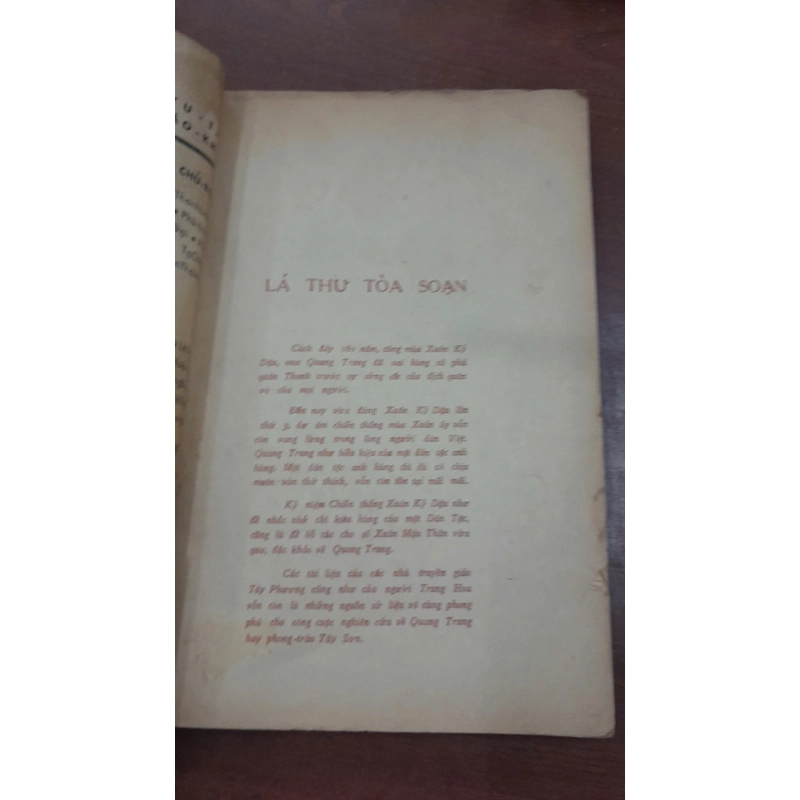 CHỦ
LÁ THƯ TÒA SOẠN
Cách đây năm, cũng mùa Xuân Kỷ
Dậu, vua Quang Trung đã oai hùng cả phá
quân Thanh trước sự của địch quân
và của mọi người.
Đến nay vừa đúng Xuân Kỷ Dậu lần
thứ dư âm chiến thắng mùa Xuân ấy vẫn
còn vang lừng trong lòng người dân Việt.
Quang Trung như biểu hiệu của một dân tộc anh
hùng. Một dân tộc anh hùng thì dù có chịu
muôn vàn thử thách, vẫn còn tồn tại mãi mãi.
Kỷ niệm Chiến thắng Xuân Kỷ Dậu như
đã nhắc nhở chí kiêu hùng của một Dân Tộc,
cũng là để bổ túc cho số Xuân Mậu Thân vừa
qua, đặc khảo về Quang Trung.
Các tài liệu của các nhà truyền giáo
Tây Phương cũng như của người Trung Hoa
vẫn còn là những nguồn sử liệu vô cùng phong
phú cho công cuộc nghiên cứu về Quang Trung
hay phong-trào Tây Sơn.